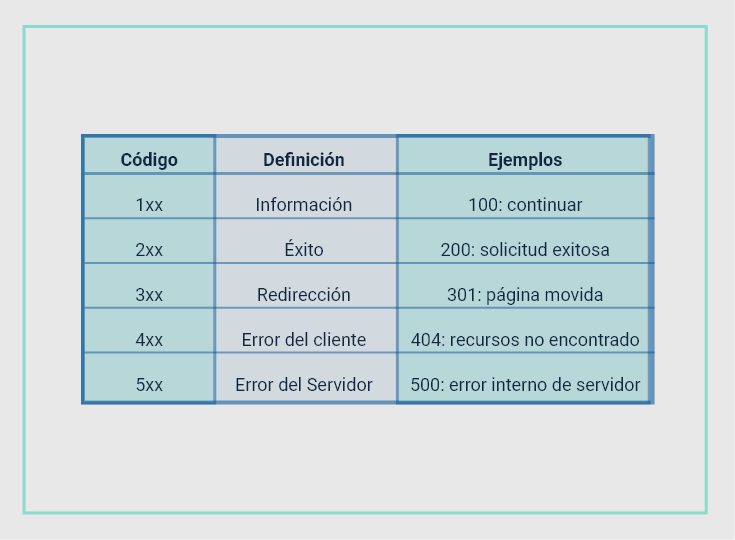 Código Definición Ejemplos
1xx Información 100: continuar
2xx Éxito 200: solicitud exitosa
3xx Redirección 301: página movida
4xx Error del cliente 404: recursos no encontrado
5xx Error del Servidor 500: error interno de servidor